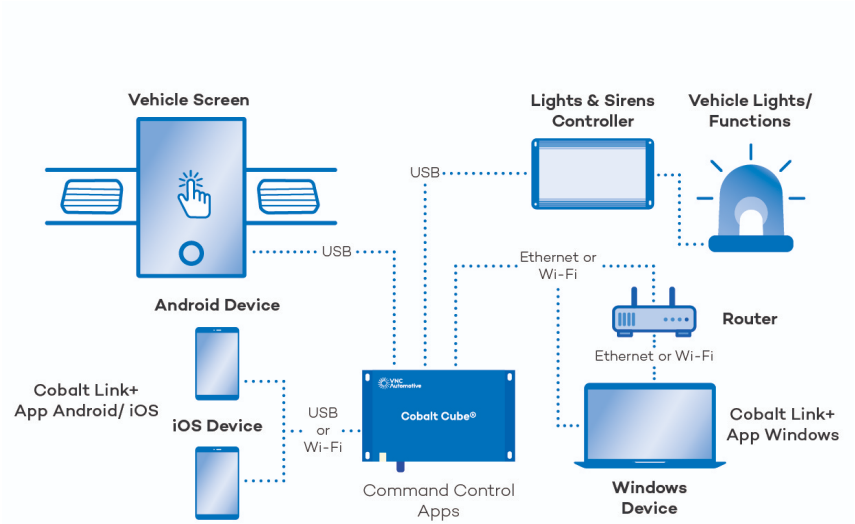 Vehicle Screen
Lights & Sirens
Controller
Vehicle Lights/
Functions
USB
USB
Ethernet or
Wi-Fi
Android Device
Router
Ethernet or Wi-Fi
Cobalt Link+
App Android/ iOS
iOS Device
USB
or
Wi-Fi
VNC
Automotive
Cobalt Cube®
Cobalt Link+
App Windows
Command Control
Apps
Windows
Device